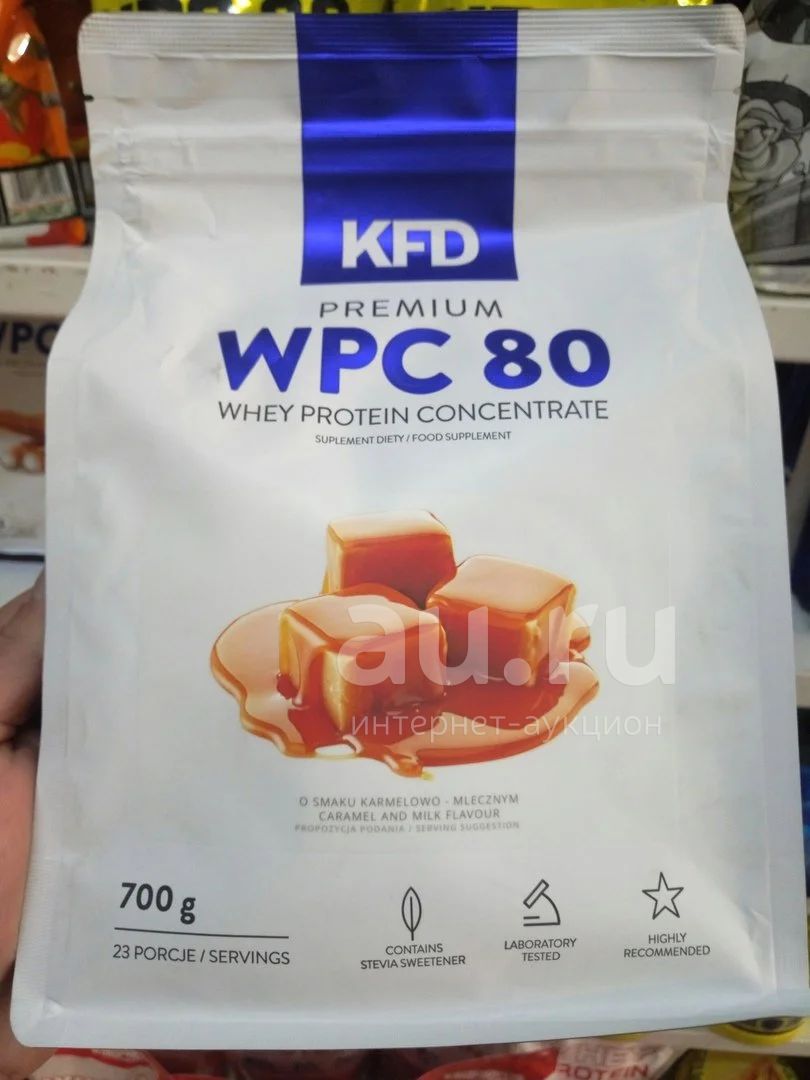 KFD
PREMIUM
WPC 80
WHEY PROTEIN CONCENTRATE
SUPLEMENT DIETY / FOOD SUPPLEMENT
au.ru
интернет-аукцион
O SMAKU KARMELOWO - MLECZNYM
CARAMEL AND MILK FLAVOUR
PROPOZYCJA PODANIA / SERVING SUGGESTION
700 g
23 PORCJE / SERVINGS
CONTAINS
STEVIA SWEETENER
LABORATORY
TESTED
HIGHLY
RECOMMENDED